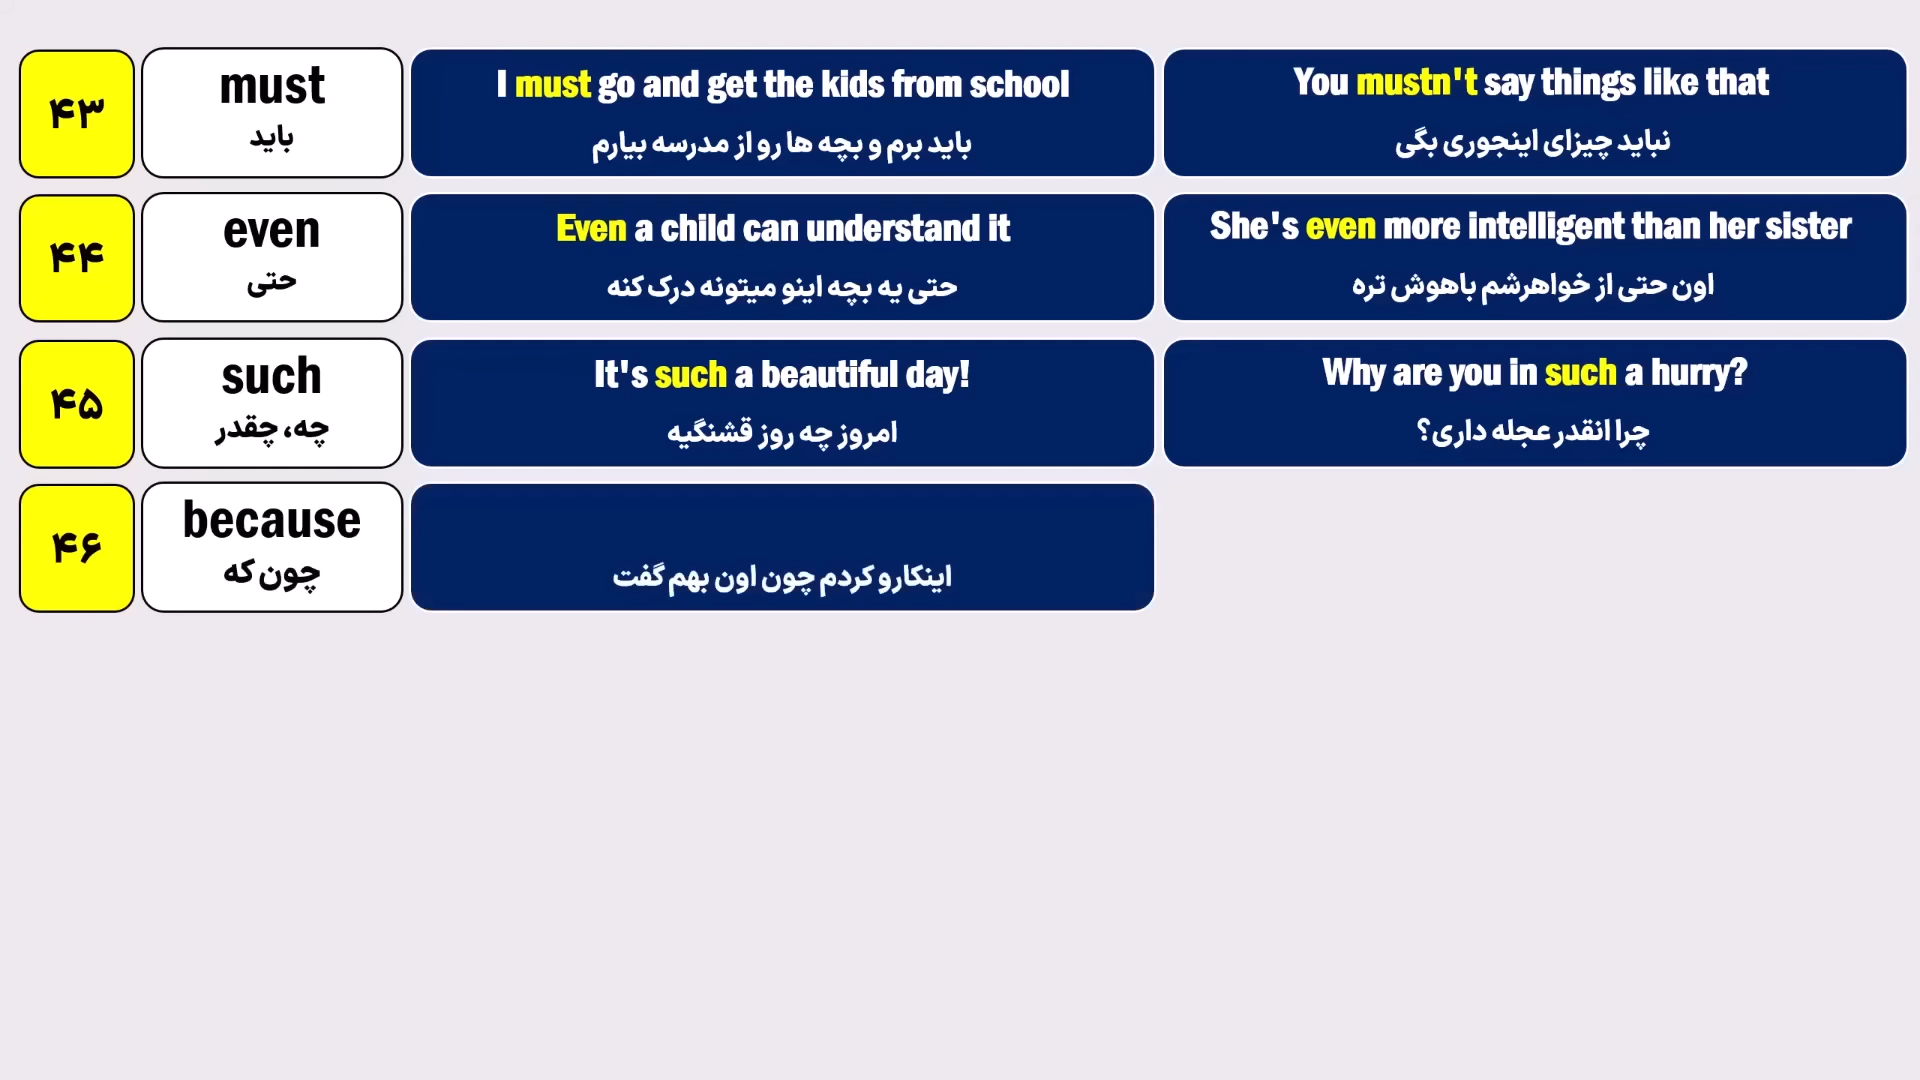 ۴۳
must
باید
I must go and get the kids from school
باید برم و بچه ها رو از مدرسه بیارم
You mustn't say things like that
نباید چیزای اینجوری بگی
۴۴
even
حتی
Even a child can understand it
حتی یه بچه اینو میتونه درک کنه
She's even more intelligent than her sister
اون حتی از خواهرشم باهوش تره
۴۵
such
چه، چقدر
It's such a beautiful day!
امروز چه روز قشنگیه
Why are you in such a hurry?
چرا انقدر عجله داری؟
۴۶
because
چون که
اینکارو کردم چون اون بهم گفت